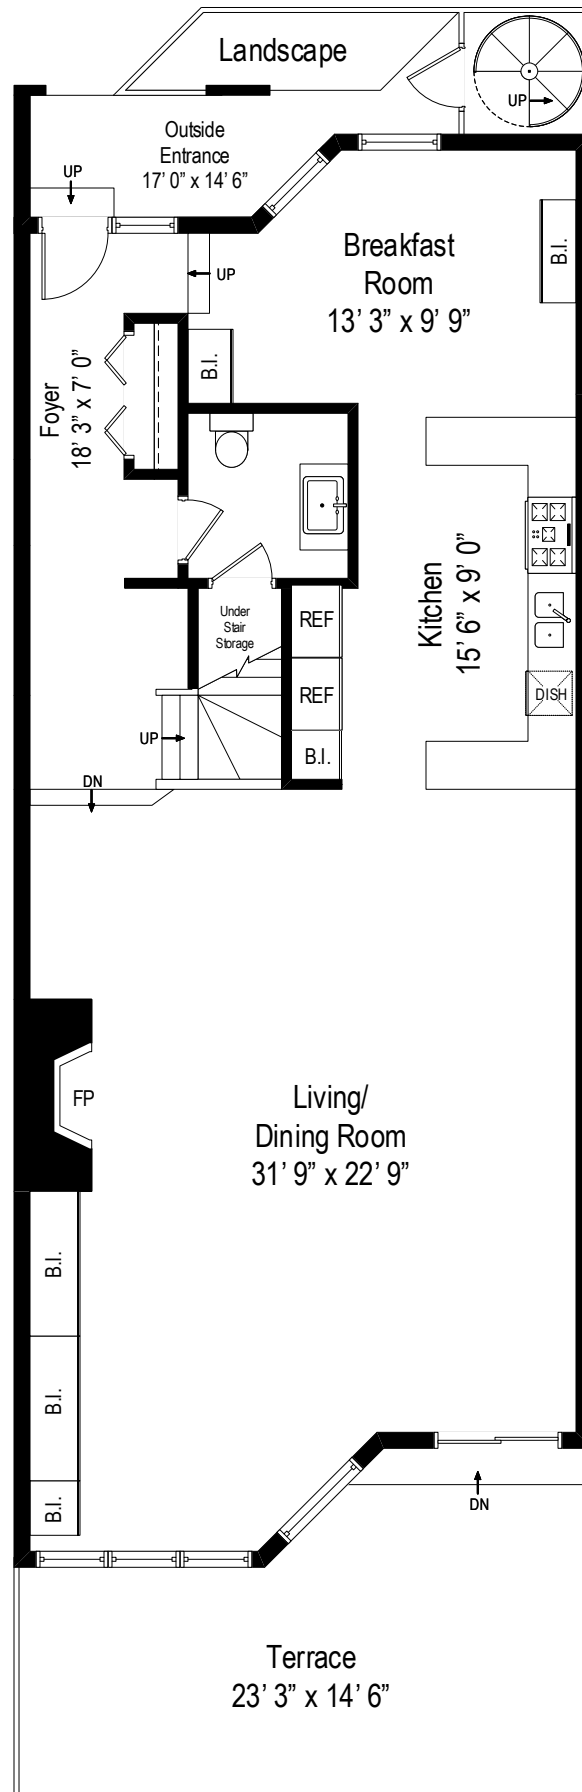 Landscape
UP
Outside
Entrance
17' 0" x 14' 6"
UP
Breakfast
Room
13' 3" x 9' 9"
B.I.
UP
B.I.
Foyer
18' 3" x 7' 0"
Kitchen
15' 6" x 9' 0"
Under
Stair
Storage
REF
REF
DISH
UP
B.I.
DN
FP
Living/
Dining Room
31' 9" x 22' 9"
B.I.
B.I.
B.I.
DN
Terrace
23' 3" x 14' 6"